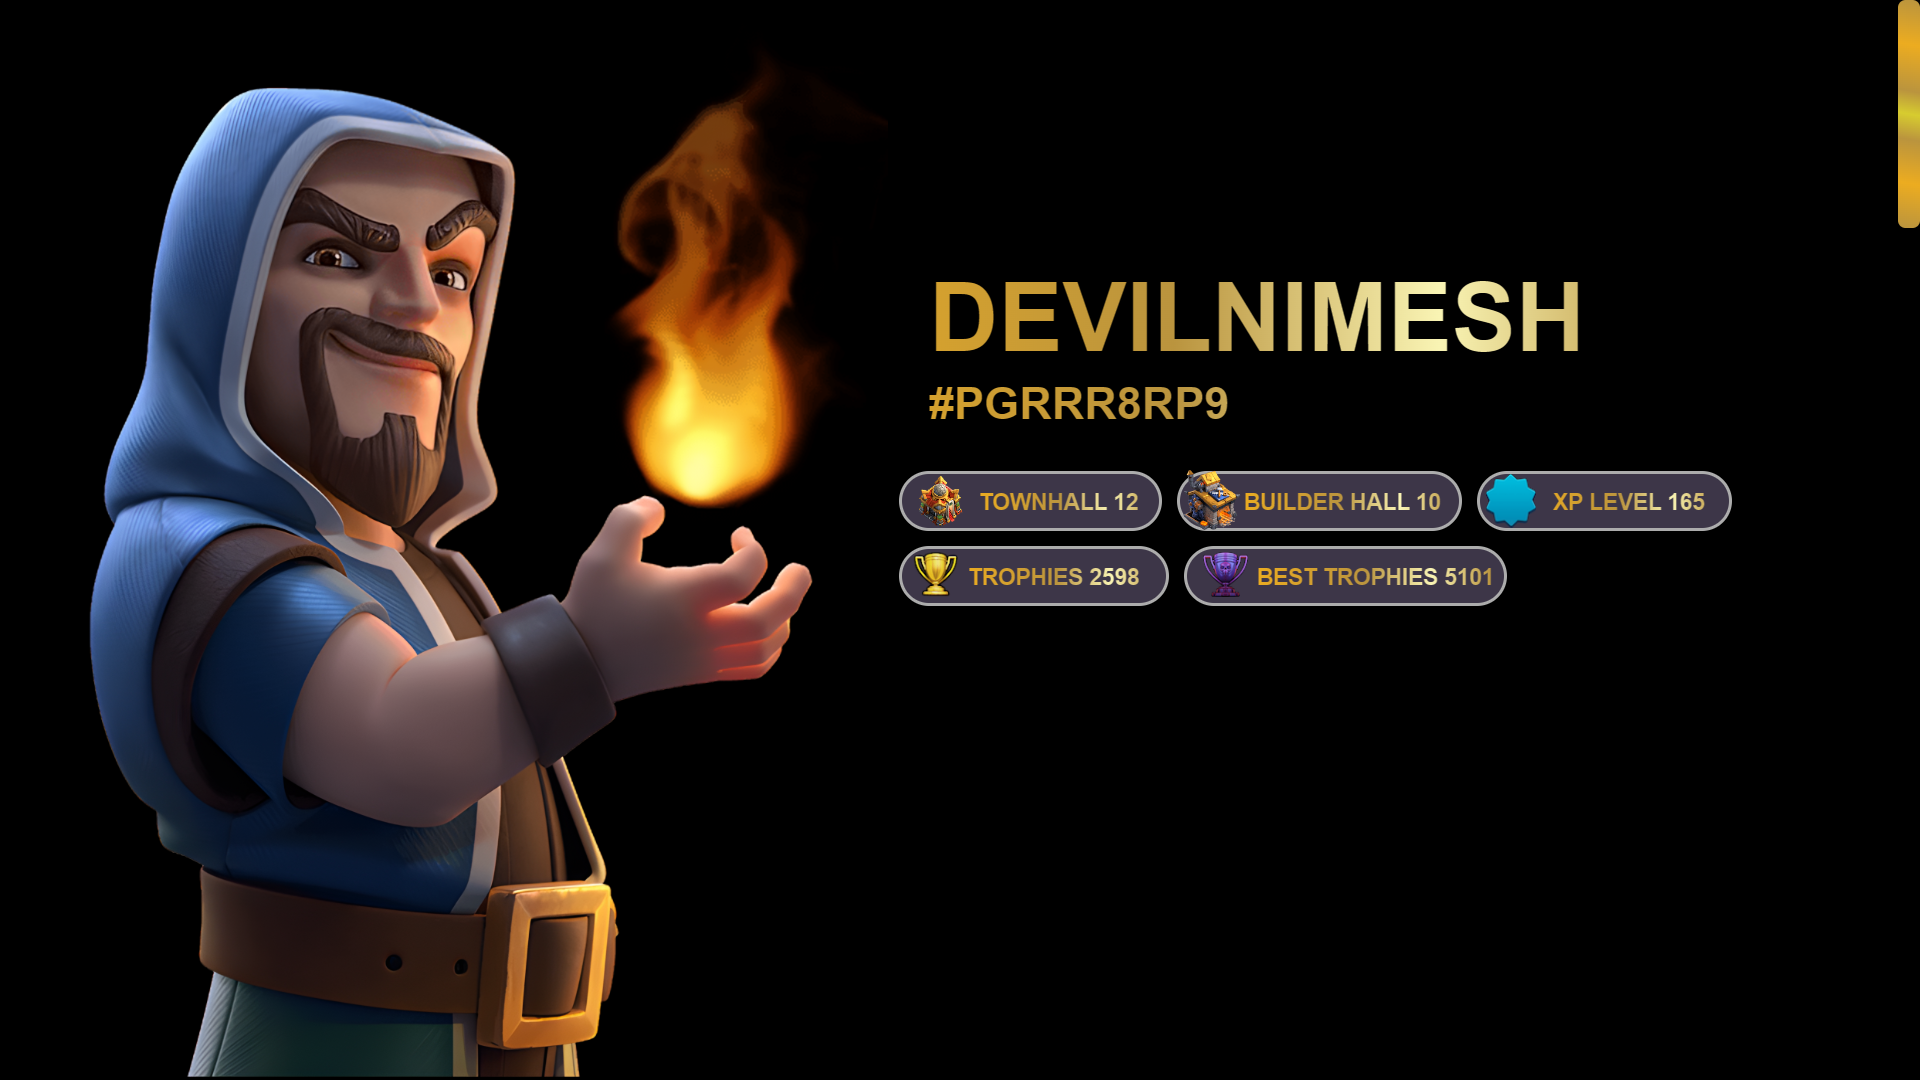 DEVILNIMESH
#PGRRR8RP9
TOWNHALL 12
BUILDER HALL 10
XP LEVEL 165
TROPHIES 2598
BEST TROPHIES 5101